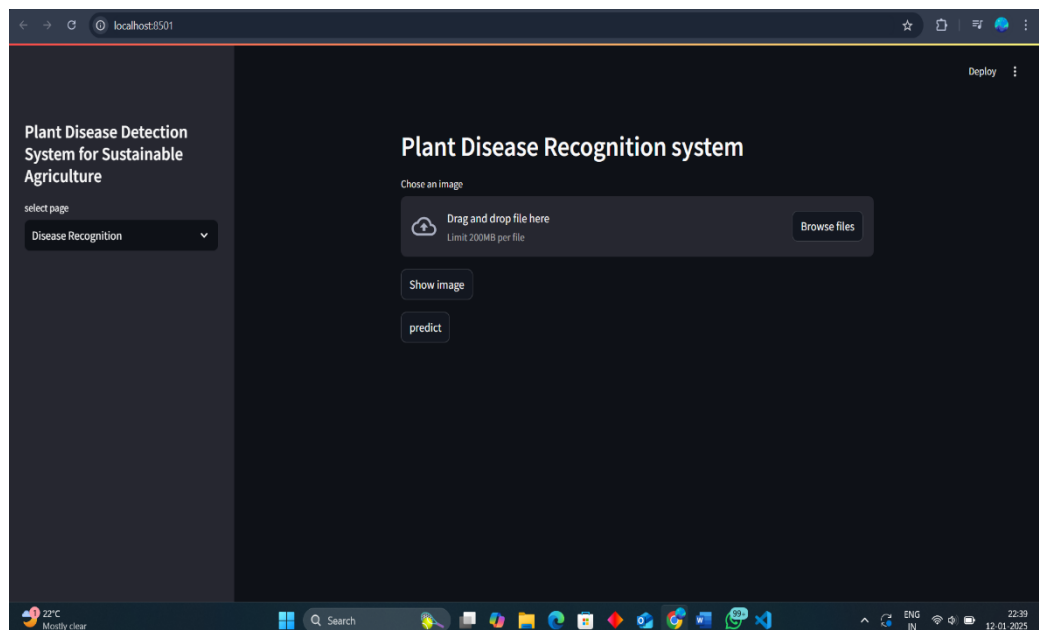 localhost:8501
Deploy
Plant Disease Detection
System for Sustainable
Agriculture
select page
Disease Recognition
Plant Disease Recognition system
Chose an image
Drag and drop file here
Limit 200MB per file
Browse files
Show image
predict
1
22°C
Mostly clear
Search
99+
ENG
IN
22:39
12-01-2025